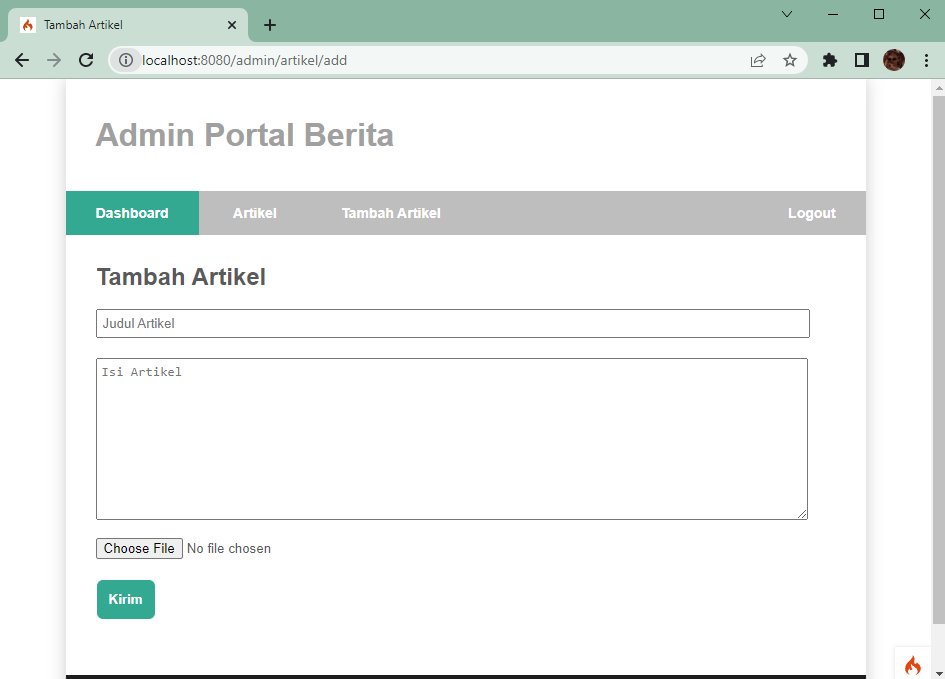 Tambah Artikel
localhost:8080/admin/artikel/add
Admin Portal Berita
Dashboard Artikel Tambah Artikel Logout
Tambah Artikel
Judul Artikel
Isi Artikel
Choose File No file chosen
Kirim